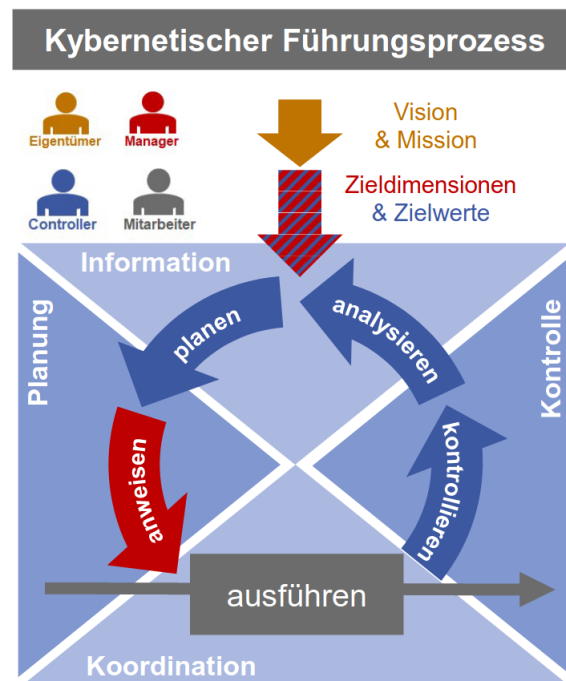 Kybernetischer Führungsprozess
Eigentümer
Manager
Vision
& Mission
Controller
Mitarbeiter
Zieldimensionen
& Zielwerte
Information
Planung
Kontrolle
planen
analysieren
anweisen
kontrollieren
ausführen
Koordination